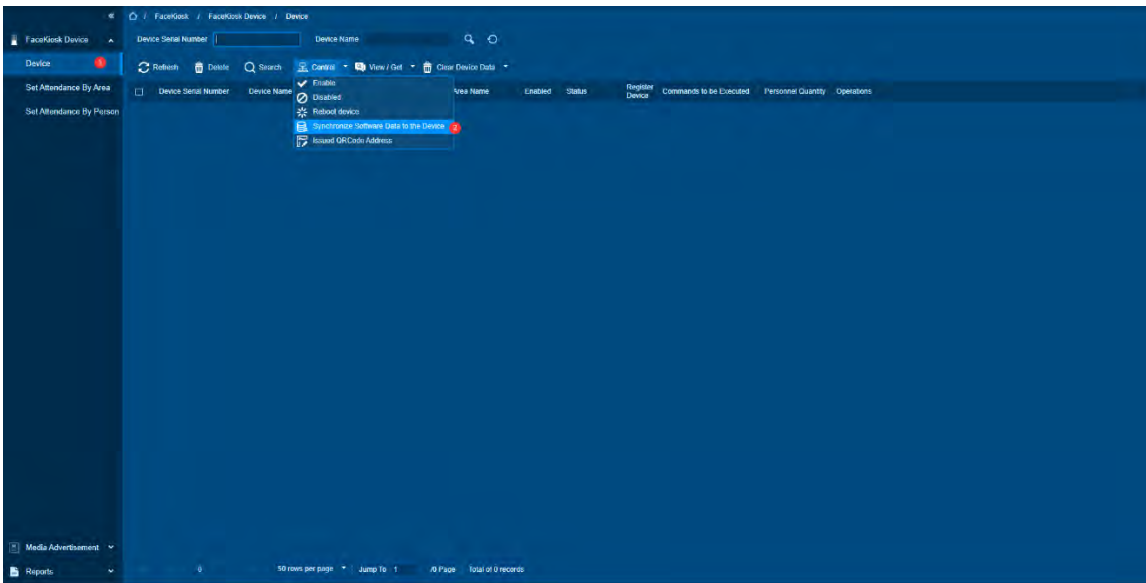 FaceKiosk / FaceKiosk Device / Device
FaceKiosk Device
Device Serial Number
Device Name
Device 1
Refresh Delete Search Control View / Get Clear Device Data
Set Attendance By Area
Set Attendance By Person
Enable
Disabled
Reboot device
Synchronize Software Data to the Device 2
Issued QRCode Address
Device Serial Number Device Name Area Name Enabled Status Register Device Commands to be Executed Personnel Quantity Operations
Media Advertisement
Reports
0 50 rows per page Jump To 1 /0 Page Total of 0 records